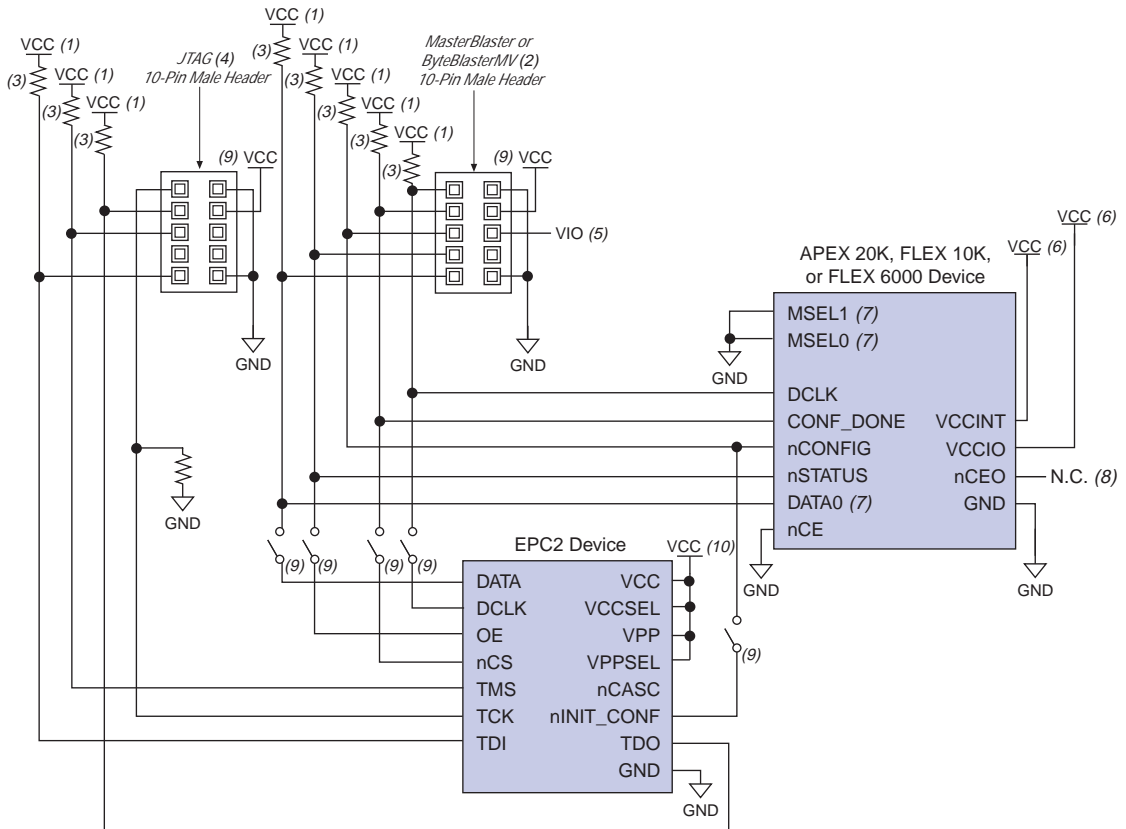 VCC (1)
VCC (1)
VCC (1)
VCC (1)
VCC (1)
VCC (1)
VCC (1)
VCC (1)
(3)
(3)
(3)
(3)
(3)
(3)
(3)
(3)
JTAG (4)
10-Pin Male Header
MasterBlaster or
ByteBlasterMV (2)
10-Pin Male Header
(9) VCC
(9) VCC
VIO (5)
GND
GND
GND
VCC (6)
VCC (6)
APEX 20K, FLEX 10K,
or FLEX 6000 Device
MSEL1 (7)
MSEL0 (7)
GND
DCLK
CONF_DONE
nCONFIG
nSTATUS
DATA0 (7)
nCE
VCCINT
VCCIO
nCEO
GND
N.C. (8)
GND
GND
(9)
(9)
(9)
(9)
(9)
EPC2 Device
VCC (10)
DATA
DCLK
OE
nCS
TMS
TCK
TDI
VCC
VCCSEL
VPP
VPPSEL
nCASC
nINIT_CONF
TDO
GND
GND